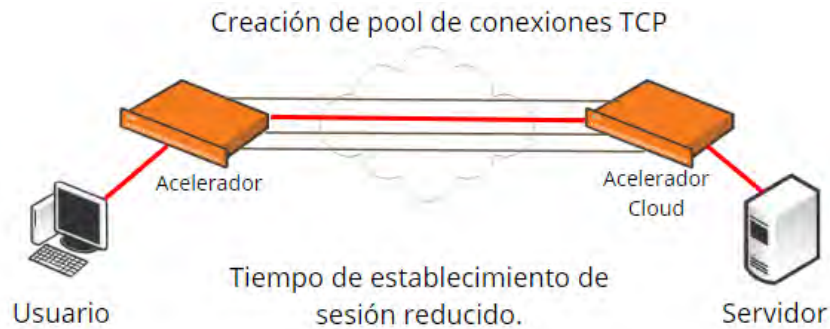 Creación de pool de conexiones TCP
Acelerador
Acelerador
Cloud
Tiempo de establecimiento de
sesión reducido.
Usuario
Servidor